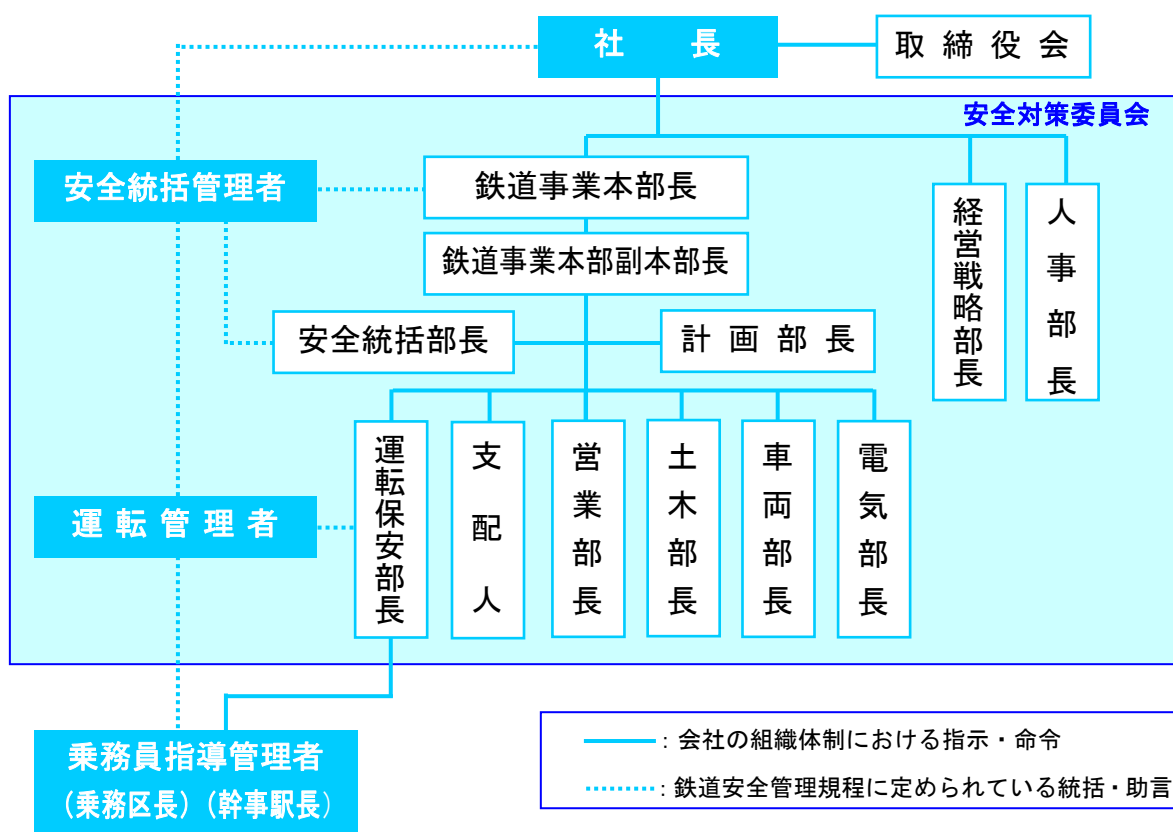 社長
取締役会
安全対策委員会
安全統括管理者
鉄道事業本部長
経営戦略部長
人事部長
鉄道事業本部副本部長
安全統括部長
計画部長
運転保安部長
支配人
営業部長
土木部長
車両部長
電気部長
運転管理者
乗務員指導管理者
（乗務区長）（幹事駅長）
：会社の組織体制における指示・命令
：鉄道安全管理規程に定められている統括・助言